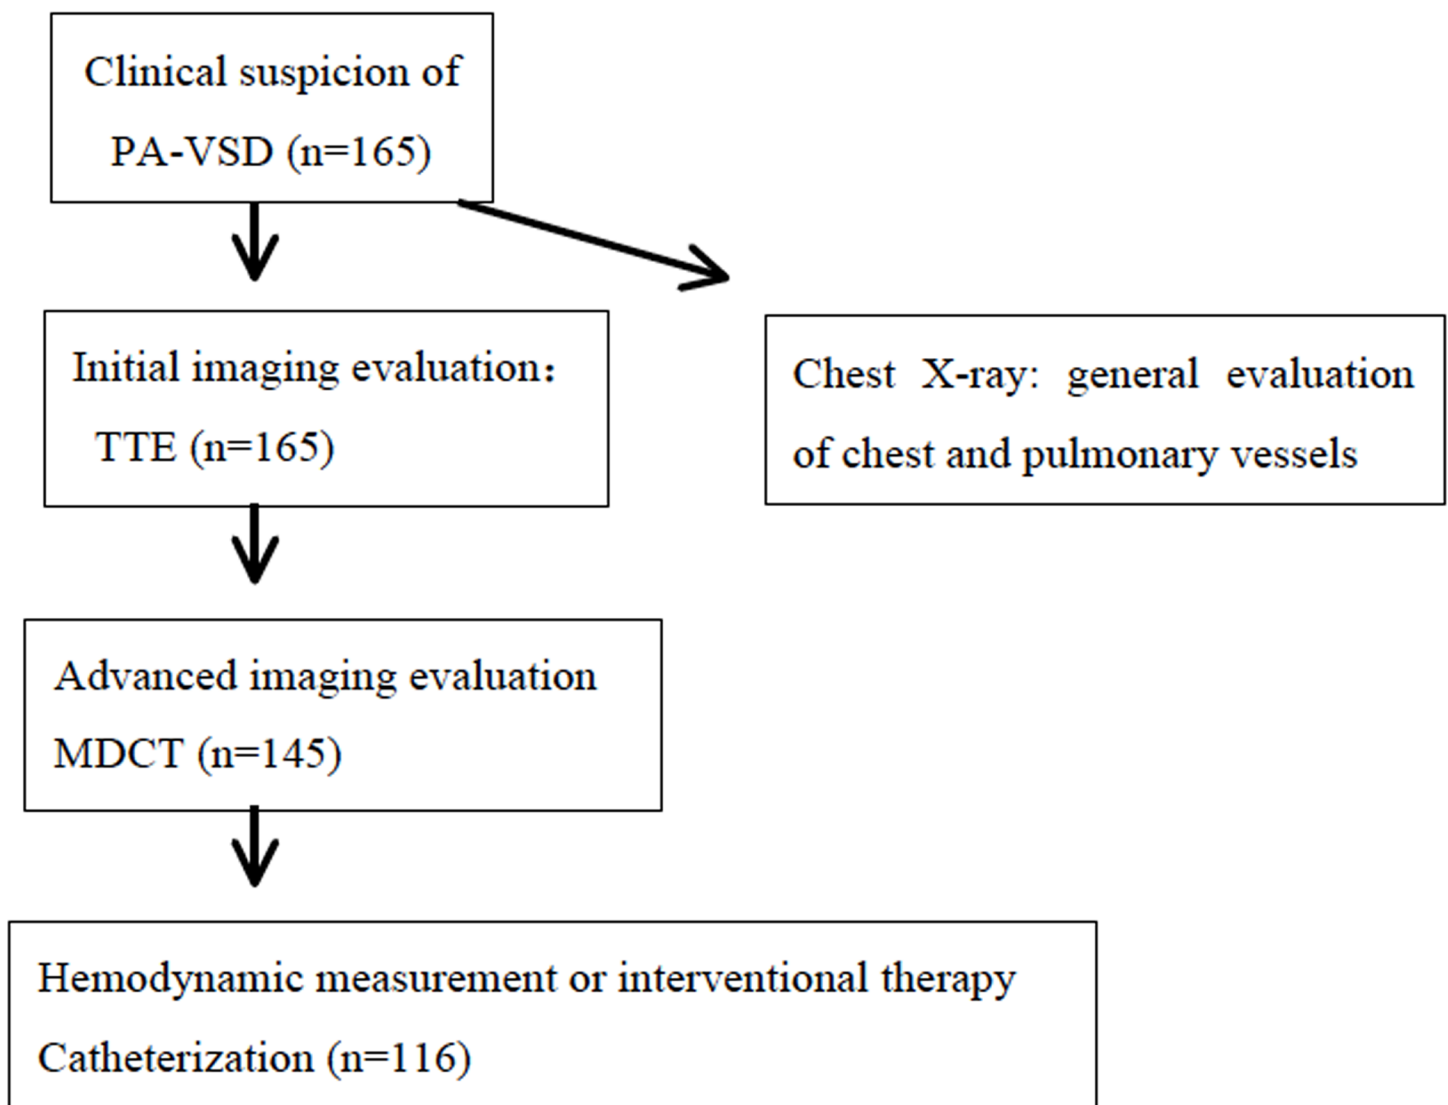 Clinical suspicion of
PA-VSD (n=165)
Initial imaging evaluation：
TTE (n=165)
Chest X-ray: general evaluation
of chest and pulmonary vessels
Advanced imaging evaluation
MDCT (n=145)
Hemodynamic measurement or interventional therapy
Catheterization (n=116)